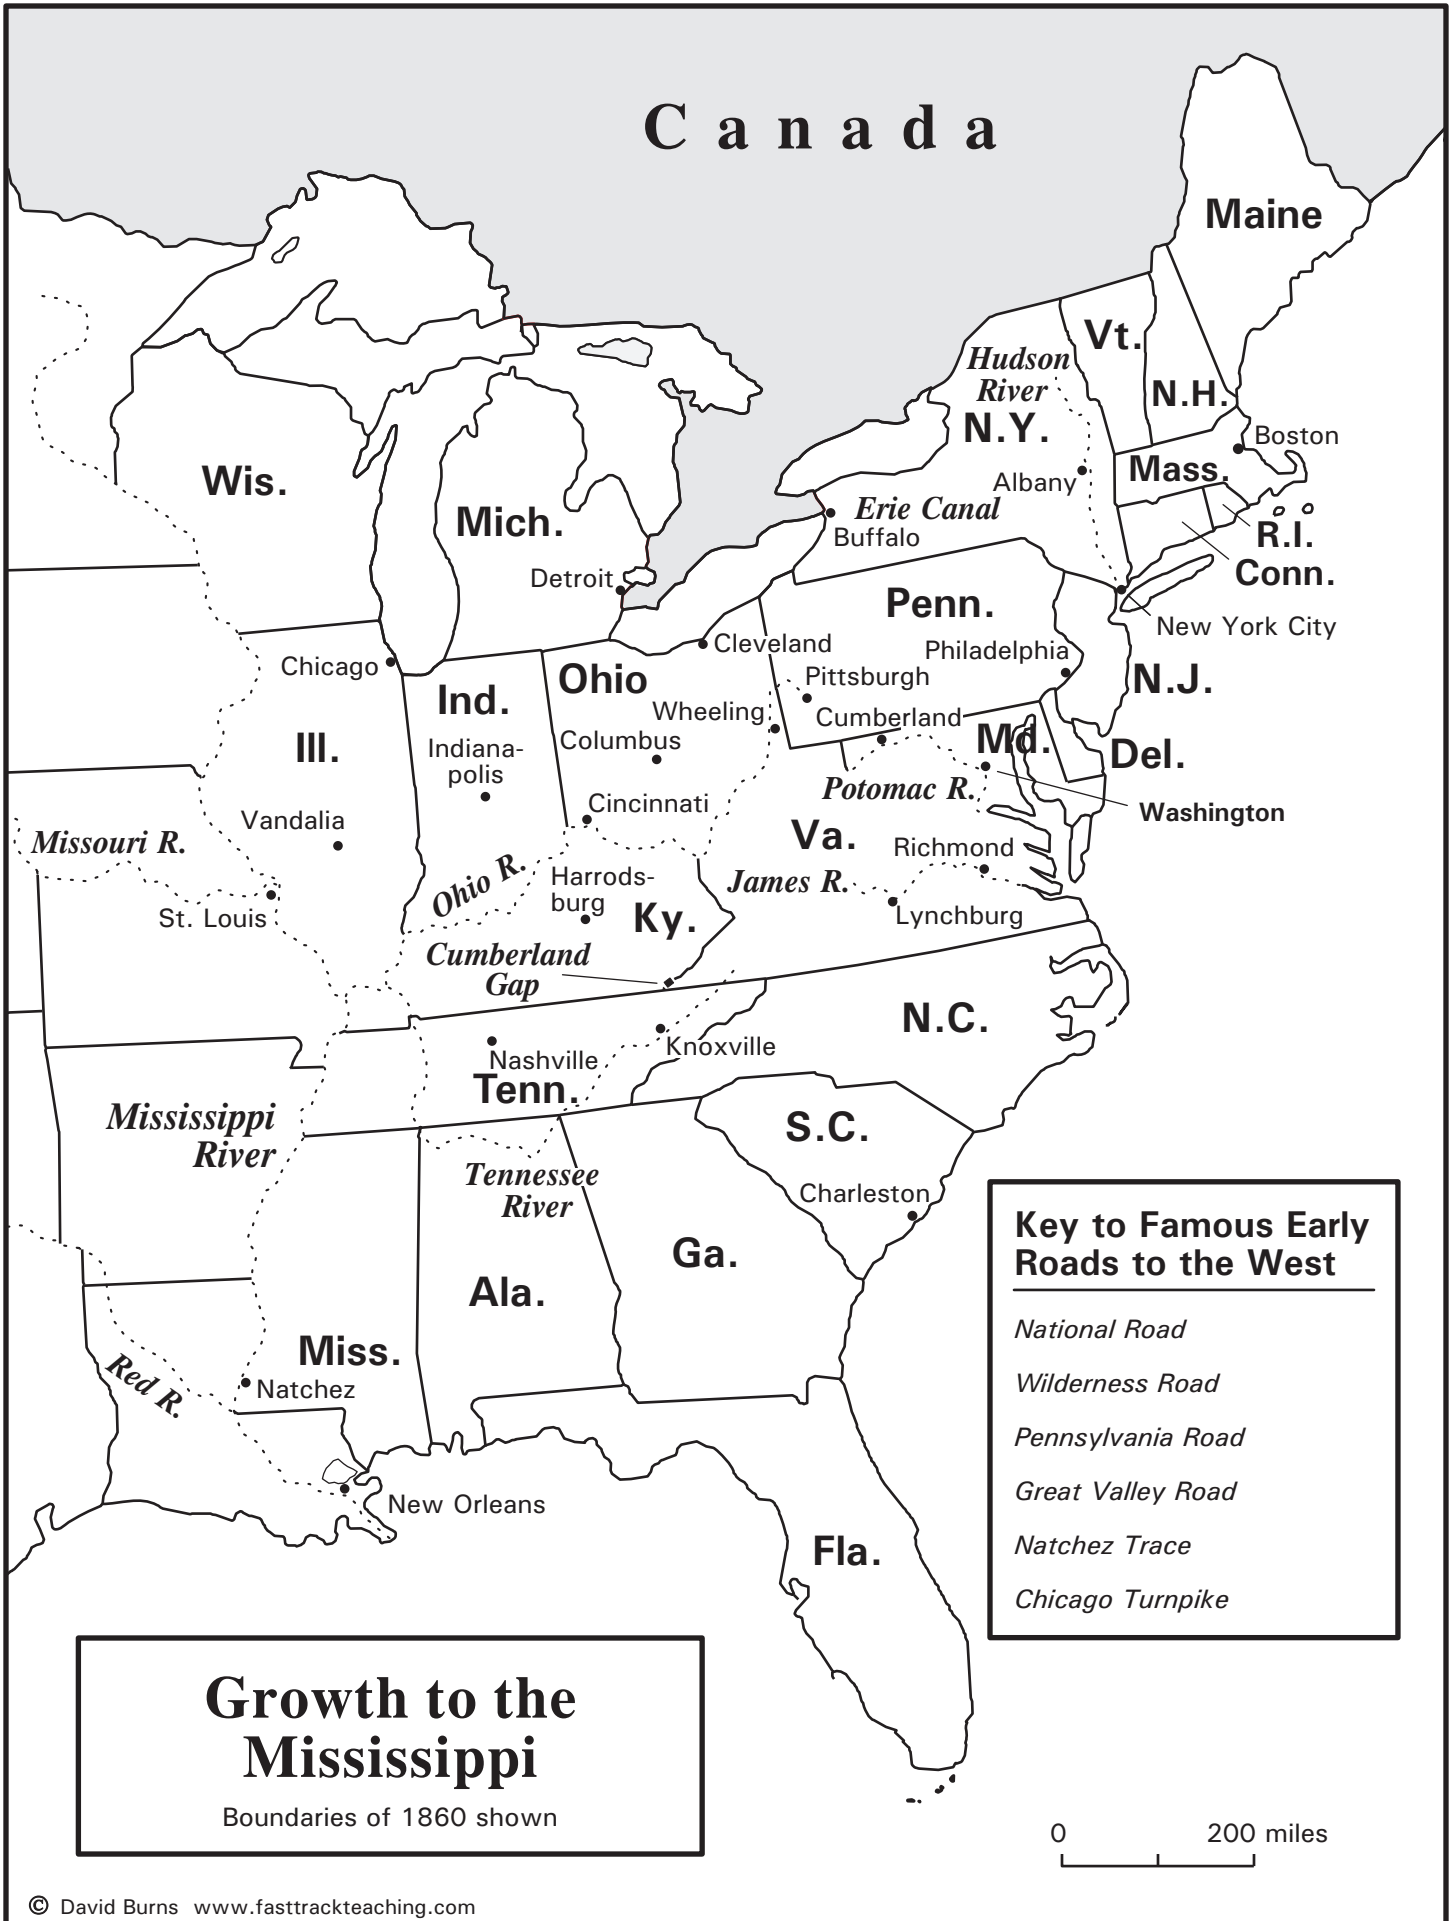 Canada
Maine
Vt.
Hudson
River
N.H.
N.Y.
Boston
Mass.
Albany
Wis.
Mich.
Erie Canal
Buffalo
R.I.
Conn.
Detroit
Penn.
New York City
Cleveland
Philadelphia
Chicago
Ohio
Pittsburgh
N.J.
Ind.
Wheeling
Cumberland
Ill.
Indiana-
polis
Columbus
Md.
Del.
Potomac R.
Cincinnati
Washington
Vandalia
Missouri R.
Va.
Richmond
Ohio R.
Harrods-
burg
James R.
St. Louis
Ky.
Lynchburg
Cumberland
Gap
N.C.
Nashville
Knoxville
Tenn.
Mississippi
River
S.C.
Tennessee
River
Charleston
Ga.
Ala.
Miss.
Red R.
Natchez
New Orleans
Fla.
Key to Famous Early
Roads to the West
National Road
Wilderness Road
Pennsylvania Road
Great Valley Road
Natchez Trace
Chicago Turnpike
Growth to the
Mississippi
Boundaries of 1860 shown
0 200 miles
© David Burns www.fasttrackteaching.com